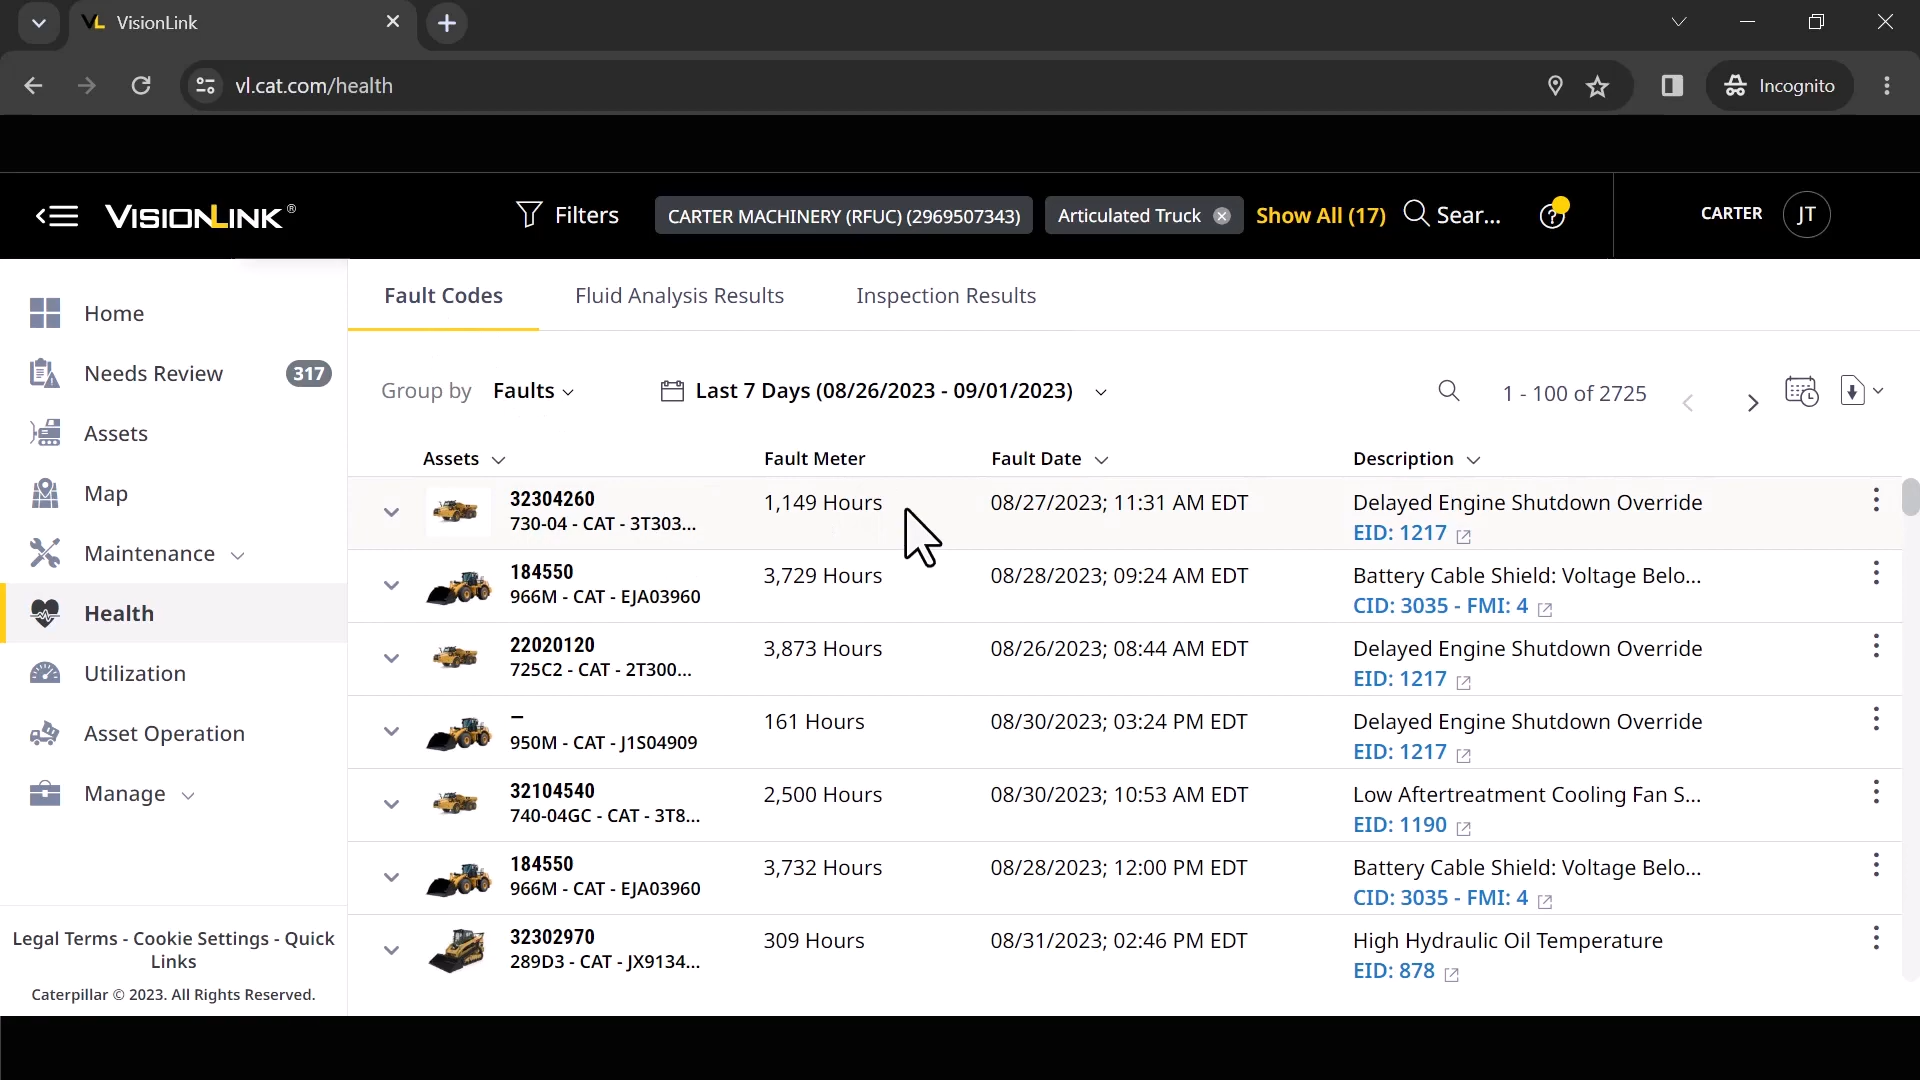 VisionLink
vl.cat.com/health
Incognito
VISIONLINK®
Filters
CARTER MACHINERY (RFUC) (2969507343)
Articulated Truck
Show All (17)
Sear...
CARTER
JT
Home
Needs Review
317
Assets
Map
Maintenance
Health
Utilization
Asset Operation
Manage
Legal Terms - Cookie Settings - Quick
Links
Caterpillar © 2023. All Rights Reserved.
Fault Codes
Fluid Analysis Results
Inspection Results
Group by Faults
Last 7 Days (08/26/2023 - 09/01/2023)
1 - 100 of 2725
Assets
Fault Meter
Fault Date
Description
32304260
730-04 - CAT - 3T303...
1,149 Hours
08/27/2023; 11:31 AM EDT
Delayed Engine Shutdown Override
EID: 1217
184550
966M - CAT - EJA03960
3,729 Hours
08/28/2023; 09:24 AM EDT
Battery Cable Shield: Voltage Belo...
CID: 3035 - FMI: 4
22020120
725C2 - CAT - 2T300...
3,873 Hours
08/26/2023; 08:44 AM EDT
Delayed Engine Shutdown Override
EID: 1217
–
950M - CAT - J1S04909
161 Hours
08/30/2023; 03:24 PM EDT
Delayed Engine Shutdown Override
EID: 1217
32104540
740-04GC - CAT - 3T8...
2,500 Hours
08/30/2023; 10:53 AM EDT
Low Aftertreatment Cooling Fan S...
EID: 1190
184550
966M - CAT - EJA03960
3,732 Hours
08/28/2023; 12:00 PM EDT
Battery Cable Shield: Voltage Belo...
CID: 3035 - FMI: 4
32302970
289D3 - CAT - JX9134...
309 Hours
08/31/2023; 02:46 PM EDT
High Hydraulic Oil Temperature
EID: 878